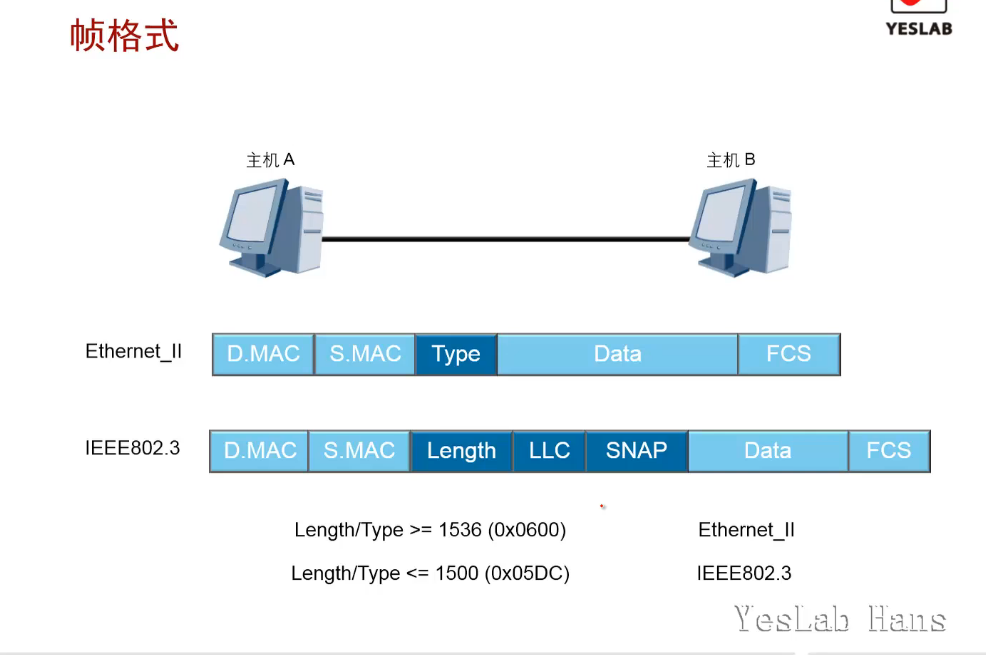 帧格式
YESLAB
主机 A
主机 B
Ethernet_II
D.MAC S.MAC Type Data FCS
IEEE802.3
D.MAC S.MAC Length LLC SNAP Data FCS
Length/Type >= 1536 (0x0600) Ethernet_II
Length/Type <= 1500 (0x05DC) IEEE802.3
YesLab Hans